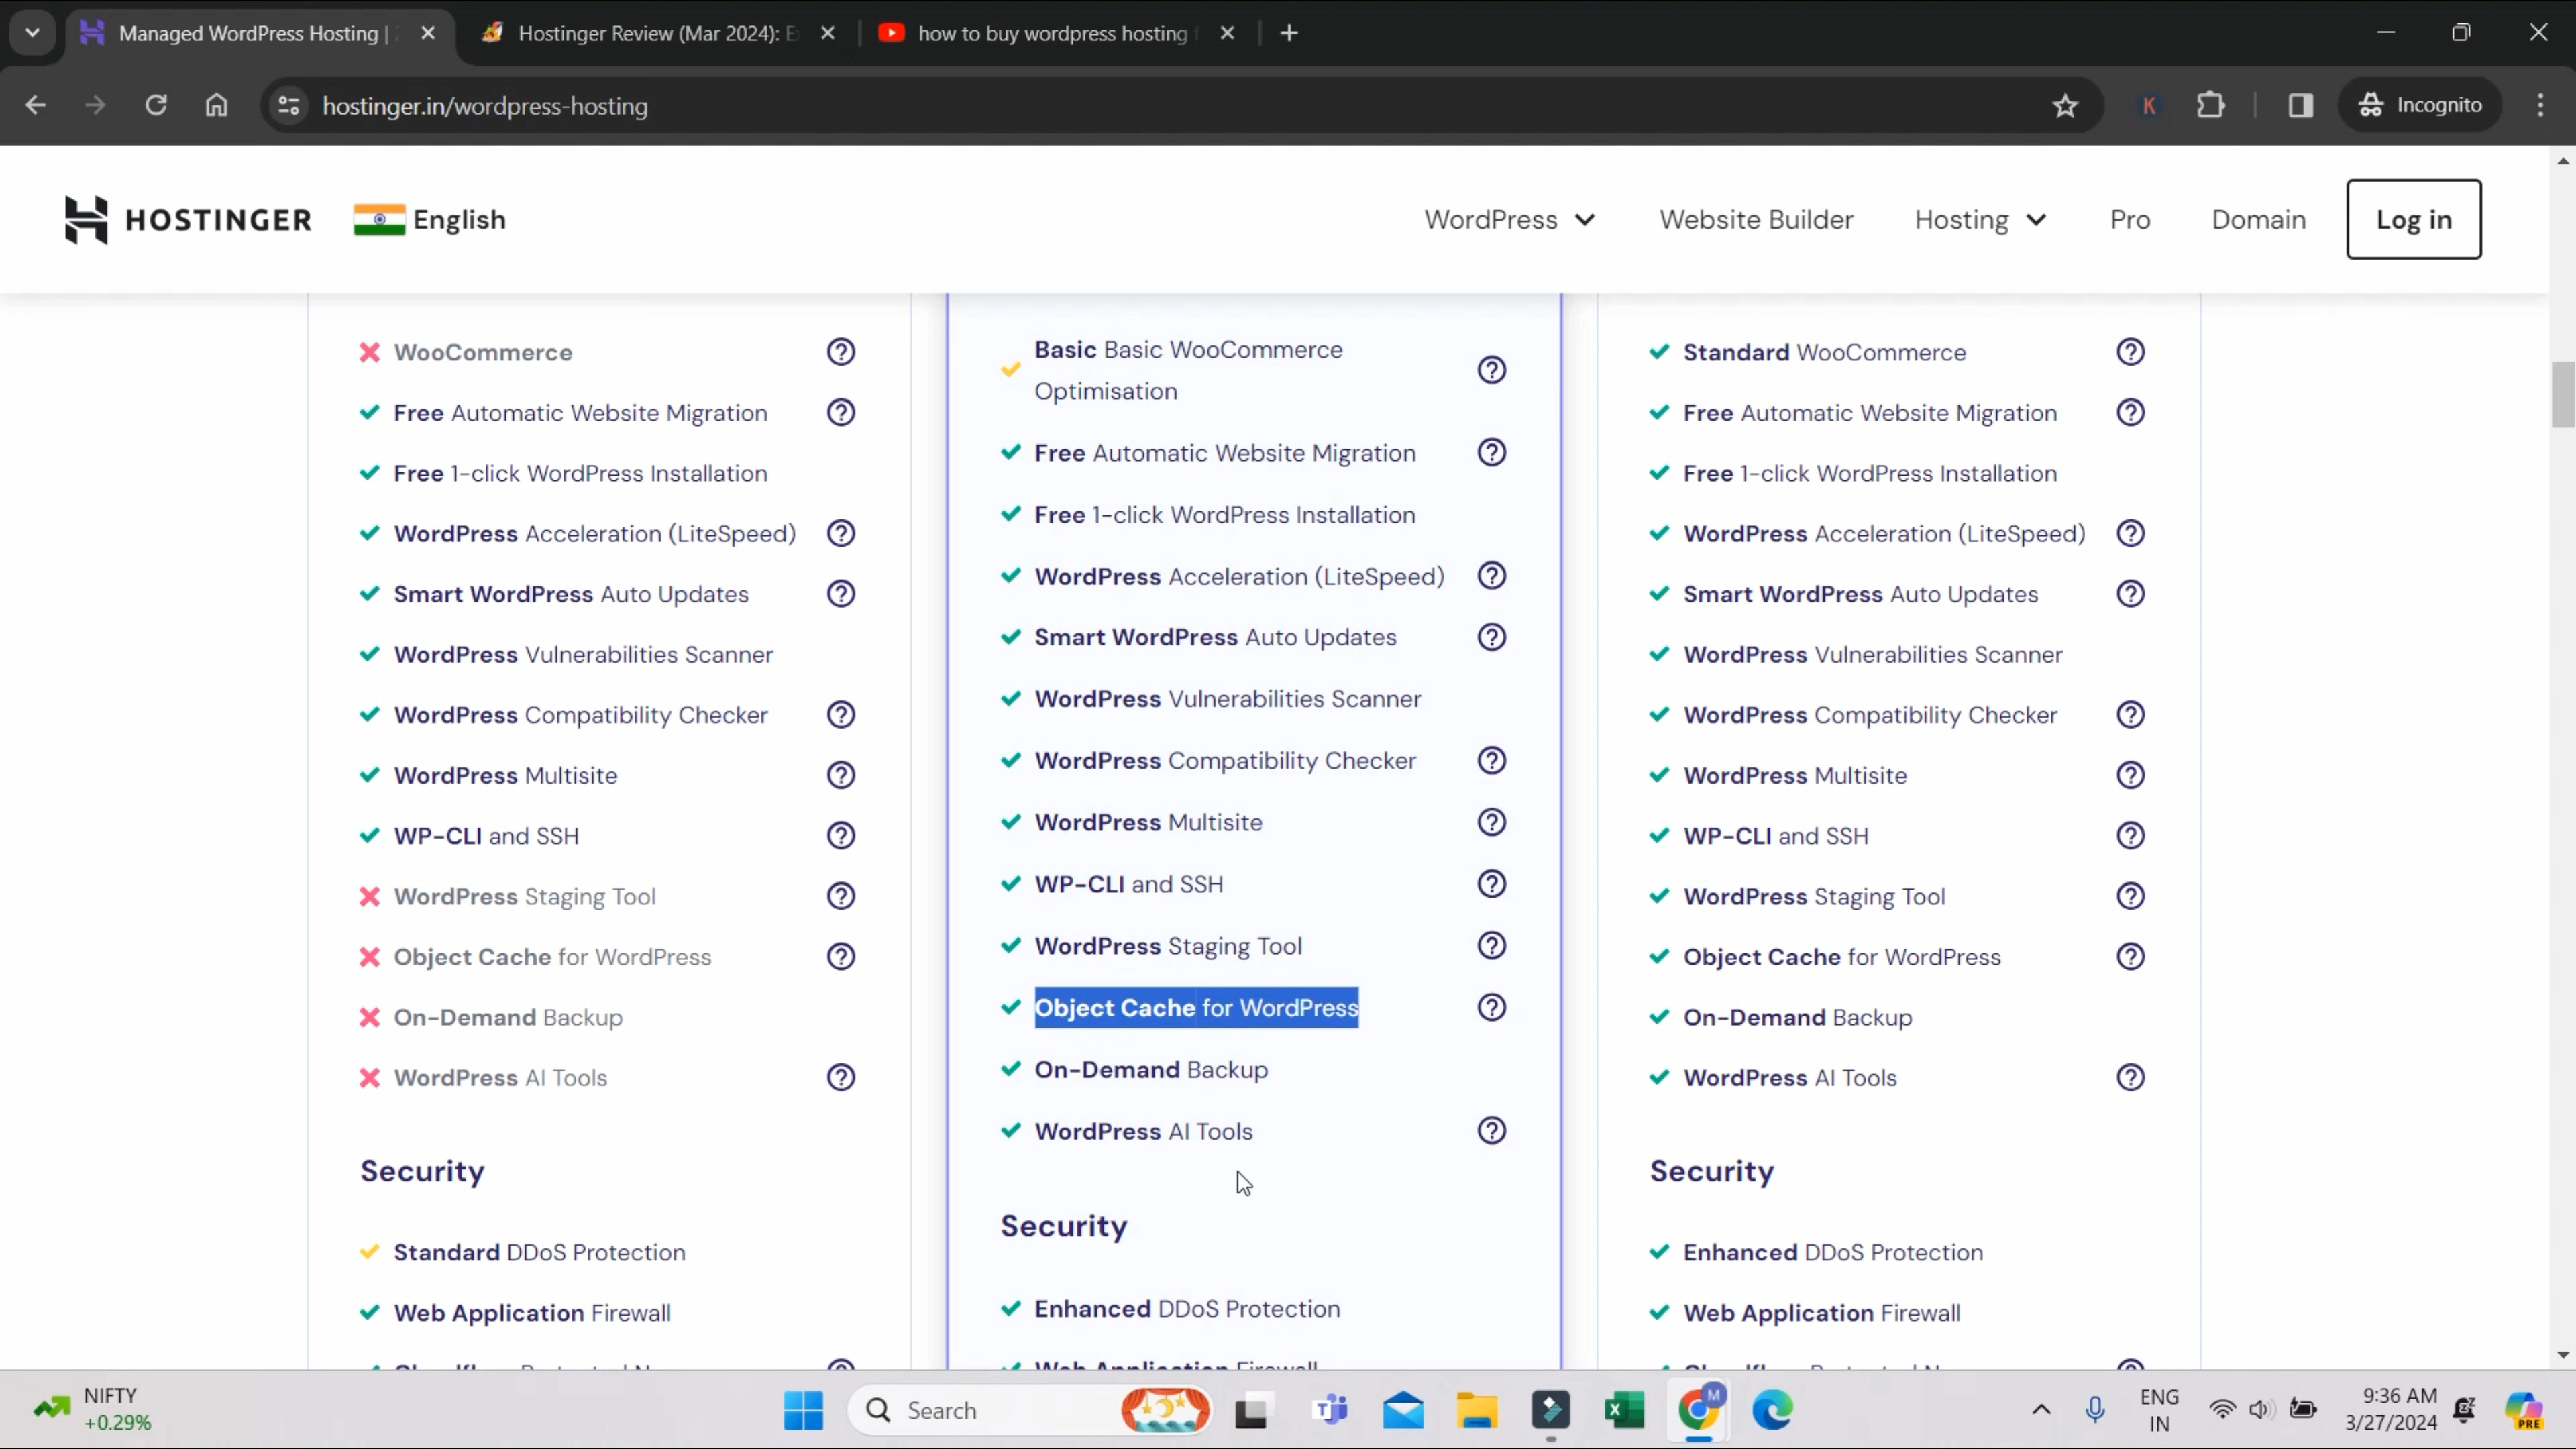 Managed WordPress Hosting | 2
Hostinger Review (Mar 2024): E
how to buy wordpress hosting f
hostinger.in/wordpress-hosting
K
Incognito
HOSTINGER
English
WordPress
Website Builder
Hosting
Pro
Domain
Log in
WooCommerce
Free Automatic Website Migration
Free 1-click WordPress Installation
WordPress Acceleration (LiteSpeed)
Smart WordPress Auto Updates
WordPress Vulnerabilities Scanner
WordPress Compatibility Checker
WordPress Multisite
WP-CLI and SSH
WordPress Staging Tool
Object Cache for WordPress
On-Demand Backup
WordPress AI Tools
Security
Standard DDoS Protection
Web Application Firewall
Basic Basic WooCommerce
Optimisation
Free Automatic Website Migration
Free 1-click WordPress Installation
WordPress Acceleration (LiteSpeed)
Smart WordPress Auto Updates
WordPress Vulnerabilities Scanner
WordPress Compatibility Checker
WordPress Multisite
WP-CLI and SSH
WordPress Staging Tool
Object Cache for WordPress
On-Demand Backup
WordPress AI Tools
Security
Enhanced DDoS Protection
Web Application Firewall
Standard WooCommerce
Free Automatic Website Migration
Free 1-click WordPress Installation
WordPress Acceleration (LiteSpeed)
Smart WordPress Auto Updates
WordPress Vulnerabilities Scanner
WordPress Compatibility Checker
WordPress Multisite
WP-CLI and SSH
WordPress Staging Tool
Object Cache for WordPress
On-Demand Backup
WordPress AI Tools
Security
Enhanced DDoS Protection
Web Application Firewall
NIFTY
+0.29%
Search
M
ENG
IN
9:36 AM
3/27/2024
PRE